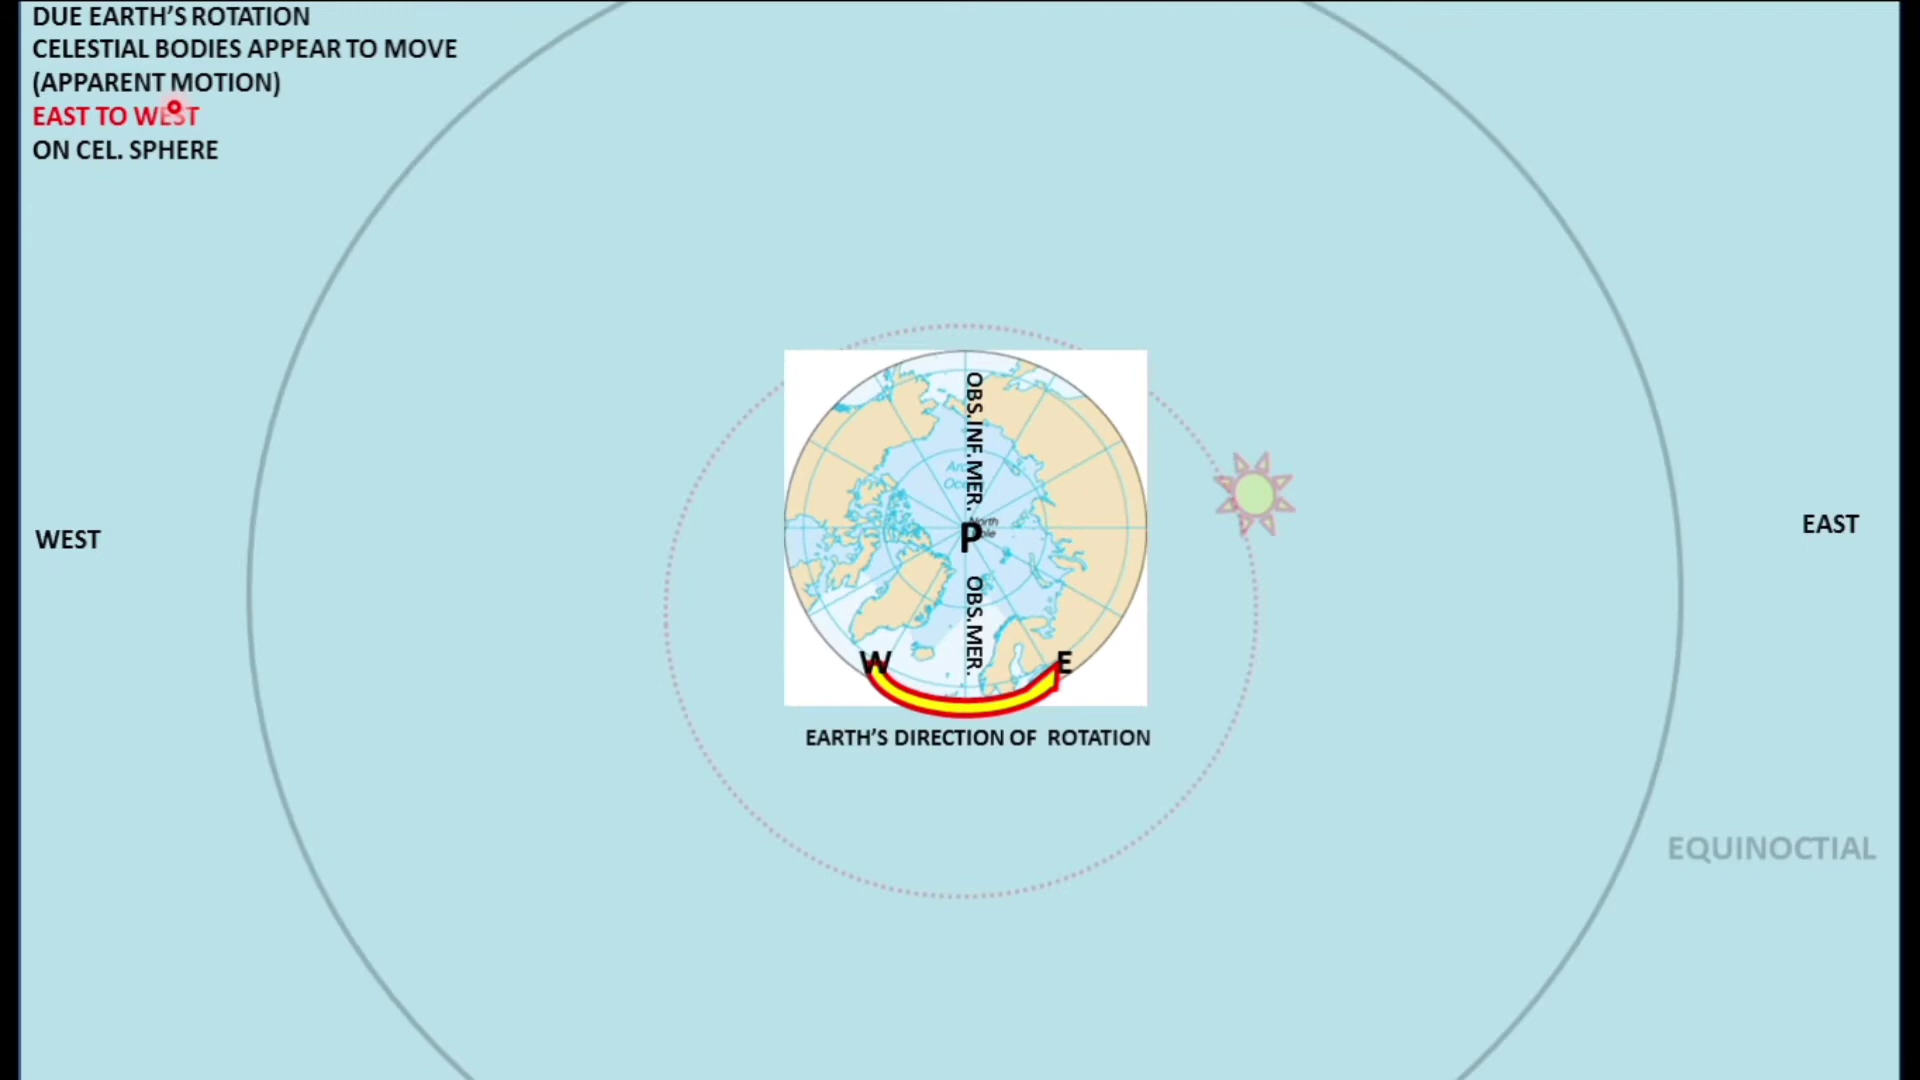 DUE EARTH'S ROTATION
CELESTIAL BODIES APPEAR TO MOVE
(APPARENT MOTION)
EAST TO WEST
ON CEL. SPHERE
OBS.INF.MER.
North
P
WEST
EAST
OBS.MER.
W
E
EARTH'S DIRECTION OF ROTATION
EQUINOCTIAL